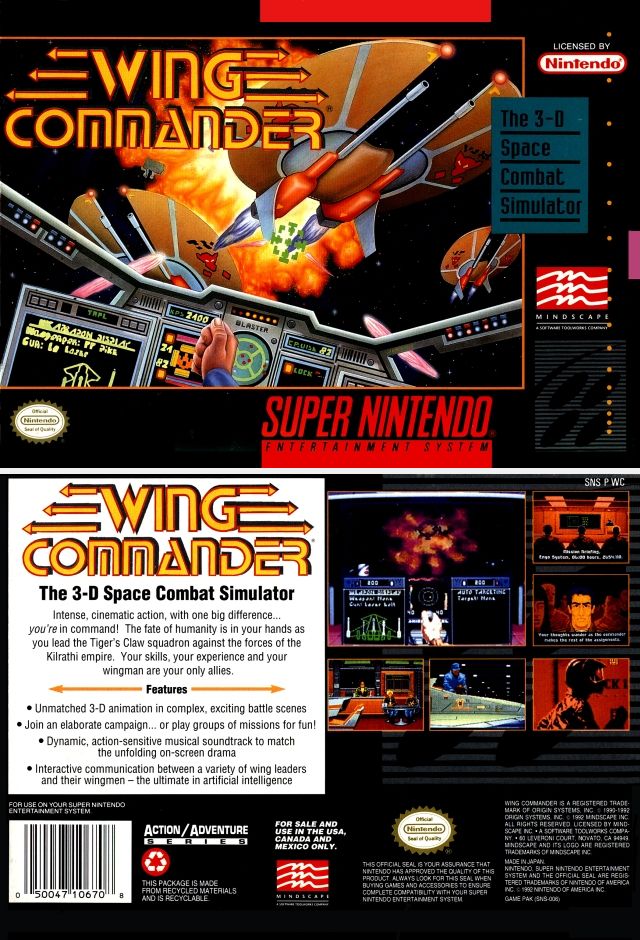 WING
COMMANDER®
LICENSED BY
Nintendo®
The 3-D
Space
Combat
Simulator
MINDSCAPE
A SOFTWARE TOOLWORKS COMPANY
TRPL
KPS 2400
BLASTER
LOCK
Official
Nintendo
Seal of Quality
SUPER NINTENDO
ENTERTAINMENT SYSTEM
SNS P WC
WING
COMMANDER®
The 3-D Space Combat Simulator
Intense, cinematic action, with one big difference...
you're in command! The fate of humanity is in your hands as
you lead the Tiger's Claw squadron against the forces of the
Kilrathi empire. Your skills, your experience and your
wingman are your only allies.
Features
• Unmatched 3-D animation in complex, exciting battle scenes
• Join an elaborate campaign... or play groups of missions for fun!
• Dynamic, action-sensitive musical soundtrack to match
the unfolding on-screen drama
• Interactive communication between a variety of wing leaders
and their wingmen – the ultimate in artificial intelligence
200
200
WEAPON DISPLAY
Weapon: None
Gun: Laser Bolt
AUTO TARGETING
Target: None
Mission Briefing,
Your thoughts wander as the commander
makes the rest of the assignments.
FOR USE ON YOUR SUPER NINTENDO
ENTERTAINMENT SYSTEM
0 50047 10670 8
ACTION/ADVENTURE
SERIES
THIS PACKAGE IS MADE
FROM RECYCLED MATERIALS
AND IS RECYCLABLE.
FOR SALE AND
USE IN THE USA,
CANADA AND
MEXICO ONLY.
MINDSCAPE
A SOFTWARE TOOLWORKS COMPANY
Official
Nintendo
Seal of Quality
THIS OFFICIAL SEAL IS YOUR ASSURANCE THAT
NINTENDO HAS APPROVED THE QUALITY OF THIS
PRODUCT. ALWAYS LOOK FOR THIS SEAL WHEN
BUYING GAMES AND ACCESSORIES TO ENSURE
COMPLETE COMPATIBILITY WITH YOUR SUPER
NINTENDO ENTERTAINMENT SYSTEM.
WING COMMANDER IS A REGISTERED TRADE-
MARK OF ORIGIN SYSTEMS, INC. © 1990-1992
ORIGIN SYSTEMS, INC. © 1992 MINDSCAPE INC.
ALL RIGHTS RESERVED. LICENSED BY MIND-
SCAPE INC. • A SOFTWARE TOOLWORKS COMPA-
NY. • 60 LEVERONI COURT, NOVATO, CA 94949.
MINDSCAPE AND ITS LOGO ARE REGISTERED
TRADEMARKS OF MINDSCAPE INC.
MADE IN JAPAN.
NINTENDO, SUPER NINTENDO ENTERTAINMENT
SYSTEM AND THE OFFICIAL SEAL ARE REGIS-
TERED TRADEMARKS OF NINTENDO OF AMERICA
INC. © 1992 NINTENDO OF AMERICA INC.
GAME PAK (SNS-006)